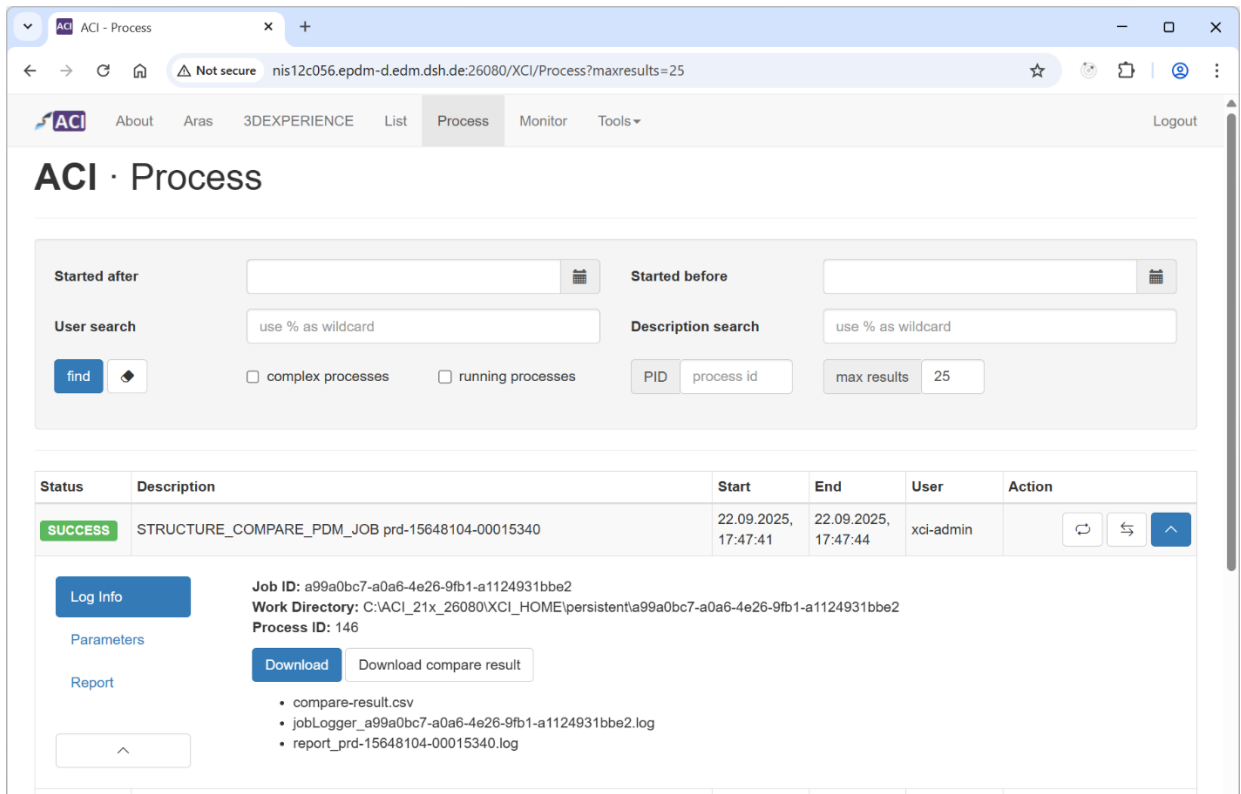 ACI ACI - Process
Not secure nis12c056.epdm-d.edm.dsh.de:26080/XCI/Process?maxresults=25
ACI About Aras 3DEXPERIENCE List Process Monitor Tools Logout
ACI · Process
Started after Started before
User search use % as wildcard Description search use % as wildcard
find complex processes running processes PID process id max results 25
Status Description Start End User Action
SUCCESS STRUCTURE_COMPARE_PDM_JOB prd-15648104-00015340 22.09.2025, 17:47:41 22.09.2025, 17:47:44 xci-admin
Log Info
Parameters
Report
Job ID: a99a0bc7-a0a6-4e26-9fb1-a1124931bbe2
Work Directory: C:\ACI_21x_26080\XCI_HOME\persistent\a99a0bc7-a0a6-4e26-9fb1-a1124931bbe2
Process ID: 146
Download Download compare result
• compare-result.csv
• jobLogger_a99a0bc7-a0a6-4e26-9fb1-a1124931bbe2.log
• report_prd-15648104-00015340.log